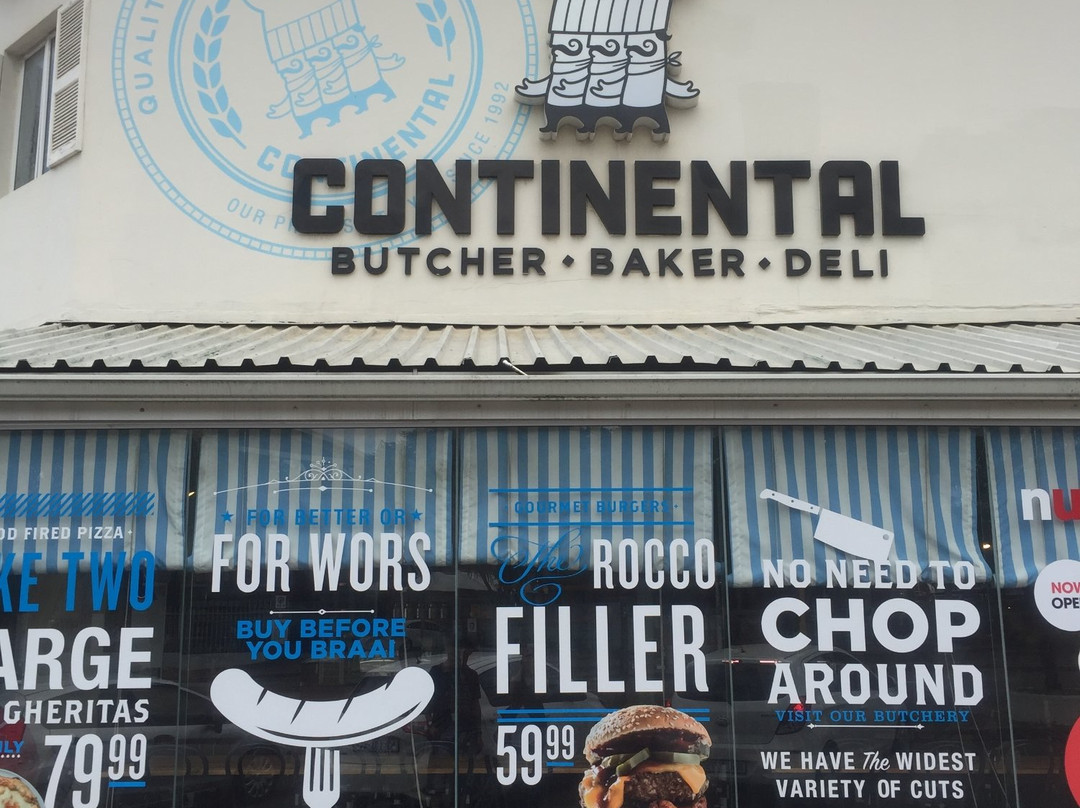 QUALIT
CONTINENTAL
SINCE 1992
OUR
CONTINENTAL
BUTCHER • BAKER • DELI
OD FIRED PIZZA
KE TWO
ARGE
GHERITAS
LY
79 99
FOR BETTER OR
FOR WORS
BUY BEFORE
YOU BRAAI
GOURMET BURGERS
The ROCCO
FILLER
59 99
NO NEED TO
CHOP
AROUND
VISIT OUR BUTCHERY
WE HAVE The WIDEST
VARIETY OF CUTS
nu
NOW
OPE